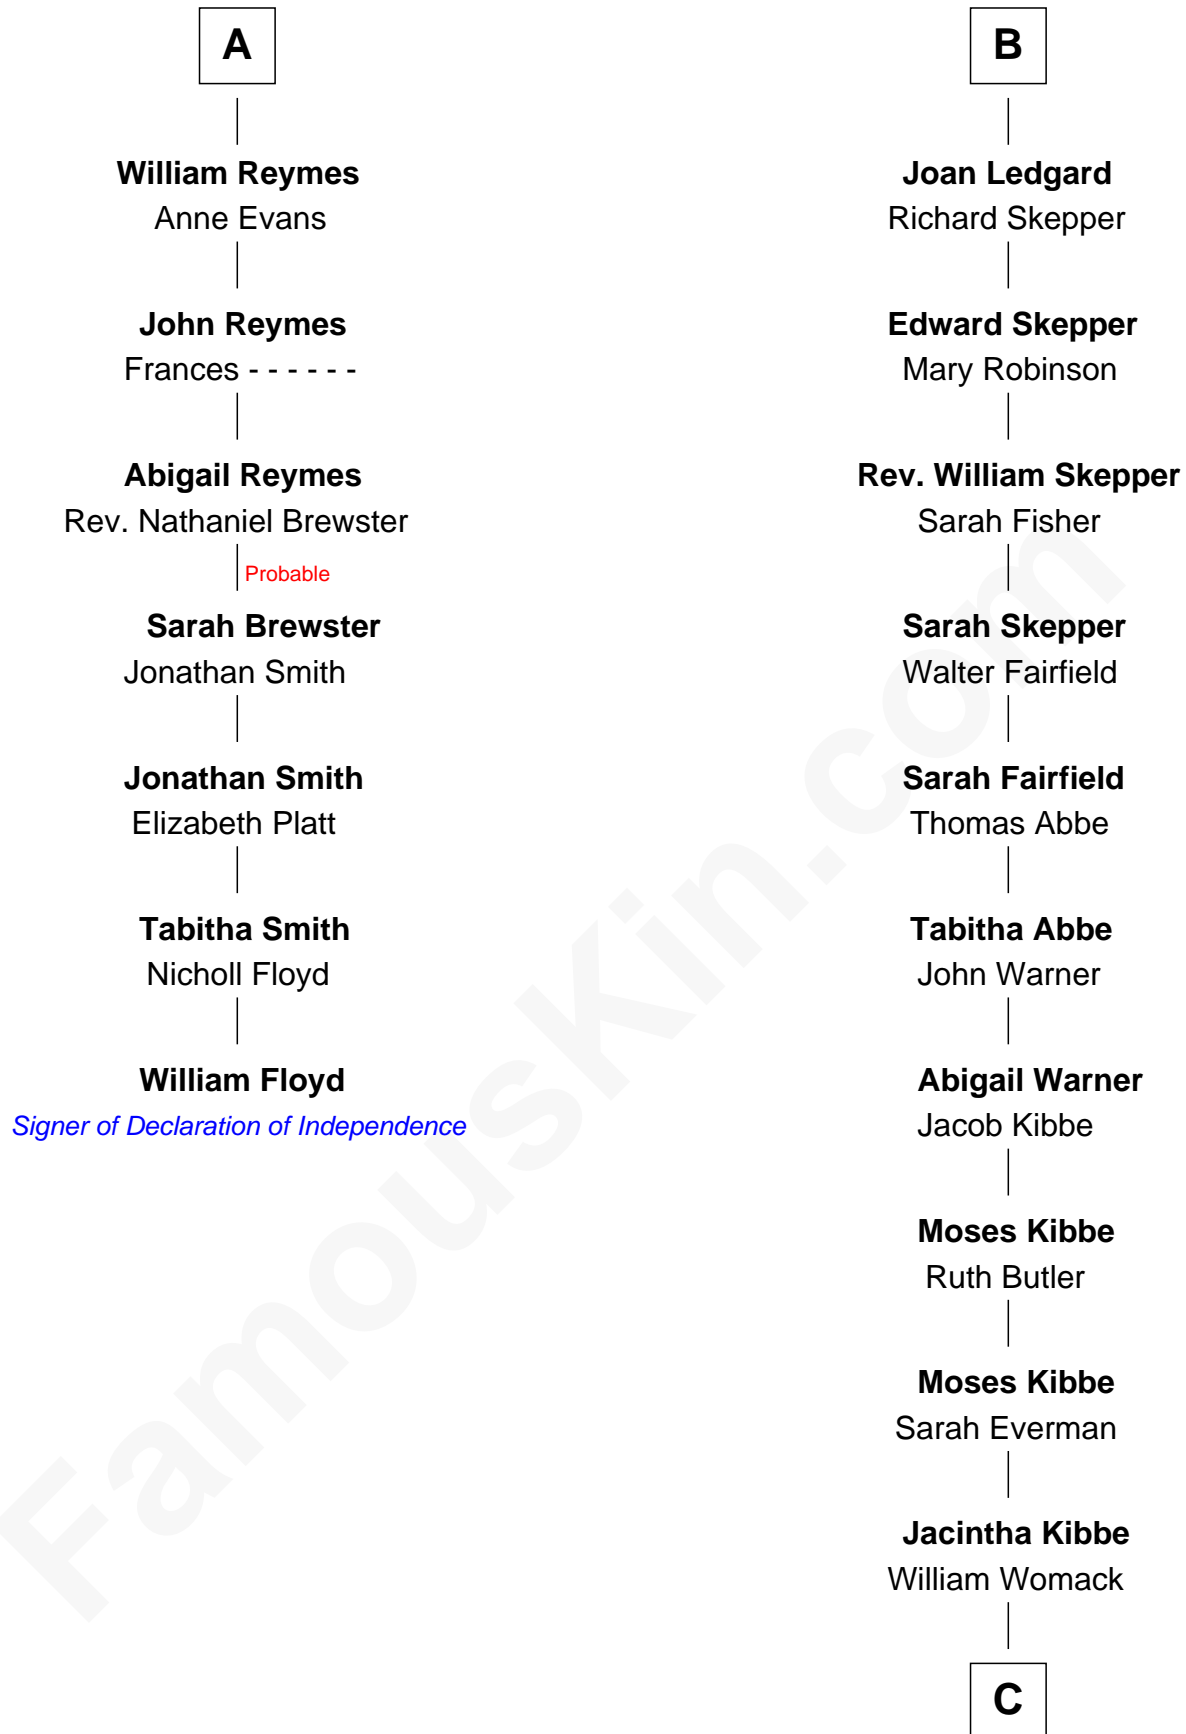 A
William Reymes
Anne Evans
John Reymes
Frances - - - - - -
Abigail Reymes
Rev. Nathaniel Brewster
Probable
Sarah Brewster
Jonathan Smith
Jonathan Smith
Elizabeth Platt
Tabitha Smith
Nicholl Floyd
William Floyd
Signer of Declaration of Independence
B
Joan Ledgard
Richard Skepper
Edward Skepper
Mary Robinson
Rev. William Skepper
Sarah Fisher
Sarah Skepper
Walter Fairfield
Sarah Fairfield
Thomas Abbe
Tabitha Abbe
John Warner
Abigail Warner
Jacob Kibbe
Moses Kibbe
Ruth Butler
Moses Kibbe
Sarah Everman
Jacintha Kibbe
William Womack
C
FamousKin.com